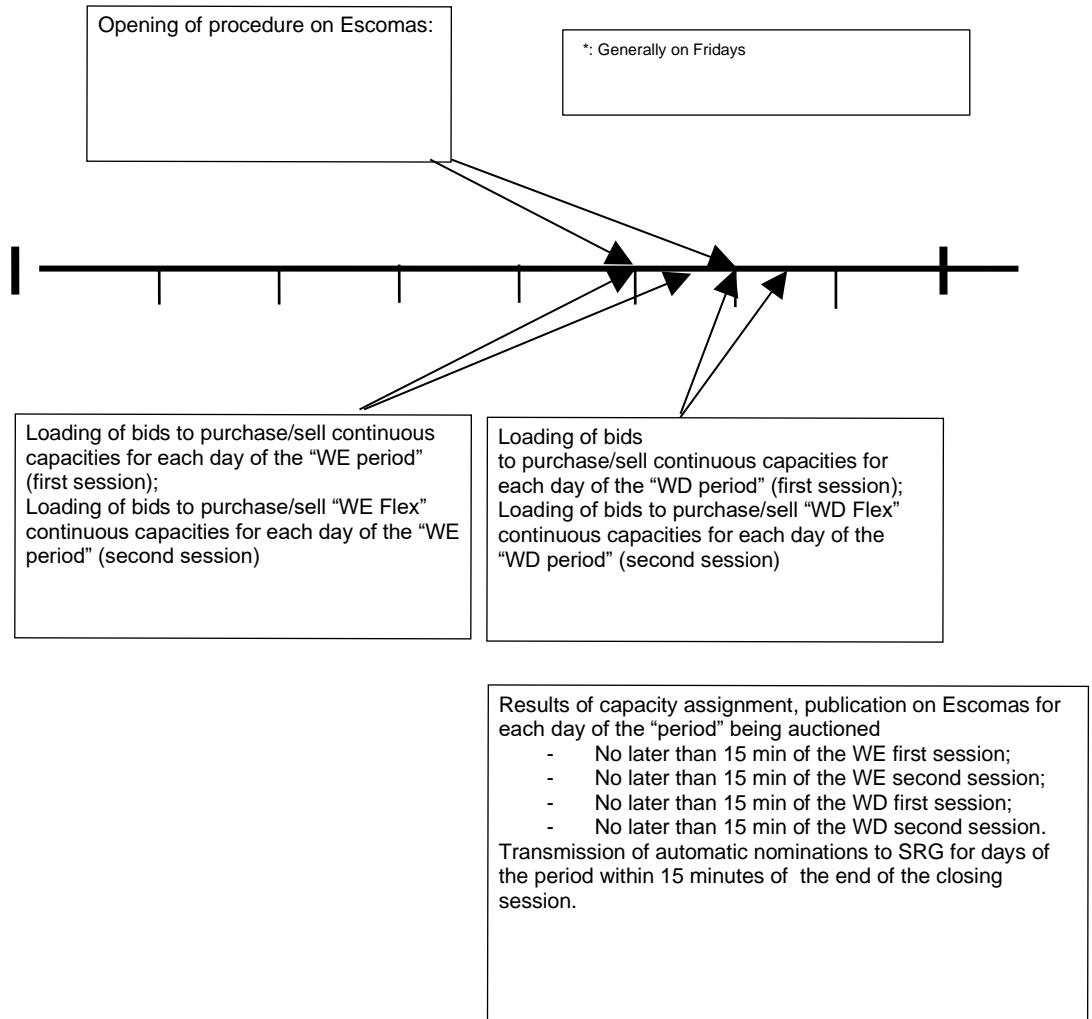 Opening of procedure on Escomas:
*: Generally on Fridays
Loading of bids to purchase/sell continuous
capacities for each day of the “WE period”
(first session);
Loading of bids to purchase/sell “WE Flex”
continuous capacities for each day of the “WE
period” (second session)
Loading of bids
to purchase/sell continuous capacities for
each day of the “WD period” (first session);
Loading of bids to purchase/sell “WD Flex”
continuous capacities for each day of the
“WD period” (second session)
Results of capacity assignment, publication on Escomas for
each day of the “period” being auctioned
- No later than 15 min of the WE first session;
- No later than 15 min of the WE second session;
- No later than 15 min of the WD first session;
- No later than 15 min of the WD second session.
Transmission of automatic nominations to SRG for days of
the period within 15 minutes of the end of the closing
session.